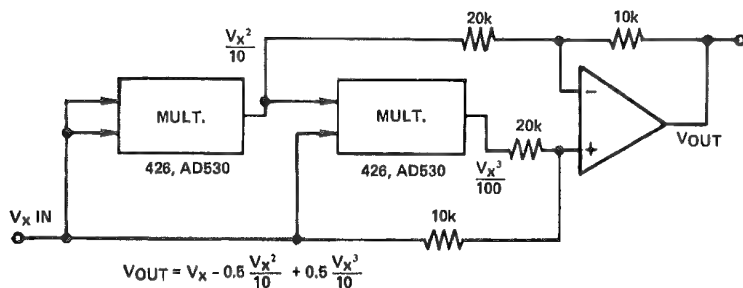 20k
10k
Vₓ²/10
MULT.
426, AD530
MULT.
426, AD530
20k
Vₓ³/100
−
+
VOUT
Vₓ IN
10k
VOUT = Vₓ − 0.5 Vₓ²/10 + 0.5 Vₓ³/10